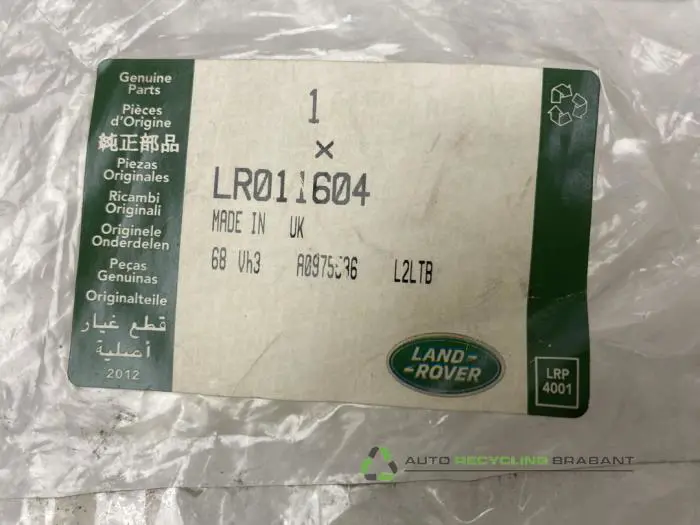 Genuine
Parts
Pièces
d'Origine
純正部品
Piezas
Originales
Ricambi
Originali
Originele
Onderdelen
Peças
Genuinas
Originalteile
قطع غيار
أصلية
2012
1
×
LR011604
MADE IN UK
68 Vh3 L2LTB
LAND-
-ROVER
LRP
4001
AUTO RECYCLING BRABANT